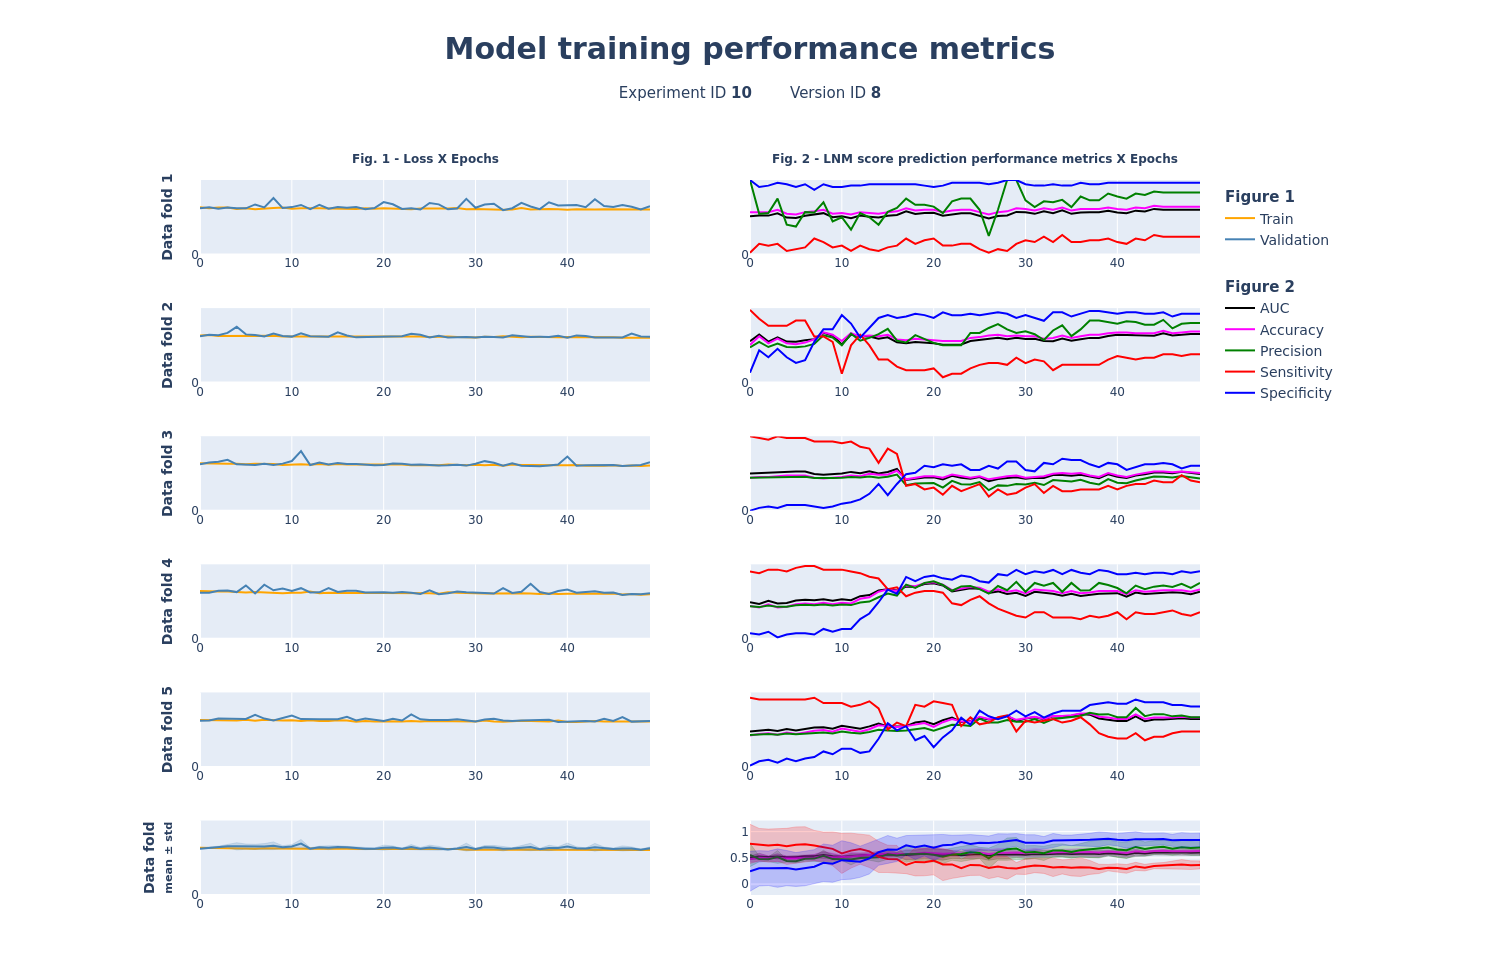 Model training performance metrics
Experiment ID 10 Version ID 8
Fig. 1 - Loss X Epochs
Fig. 2 - LNM score prediction performance metrics X Epochs
Data fold 1
0
0 10 20 30 40
0
0 10 20 30 40
Figure 1
Train
Validation
Figure 2
AUC
Accuracy
Precision
Sensitivity
Specificity
Data fold 2
0
0 10 20 30 40
0
0 10 20 30 40
Data fold 3
0
0 10 20 30 40
0
0 10 20 30 40
Data fold 4
0
0 10 20 30 40
0
0 10 20 30 40
Data fold 5
0
0 10 20 30 40
0
0 10 20 30 40
Data fold
mean ± std
0
0 10 20 30 40
1
0.5
0
0 10 20 30 40